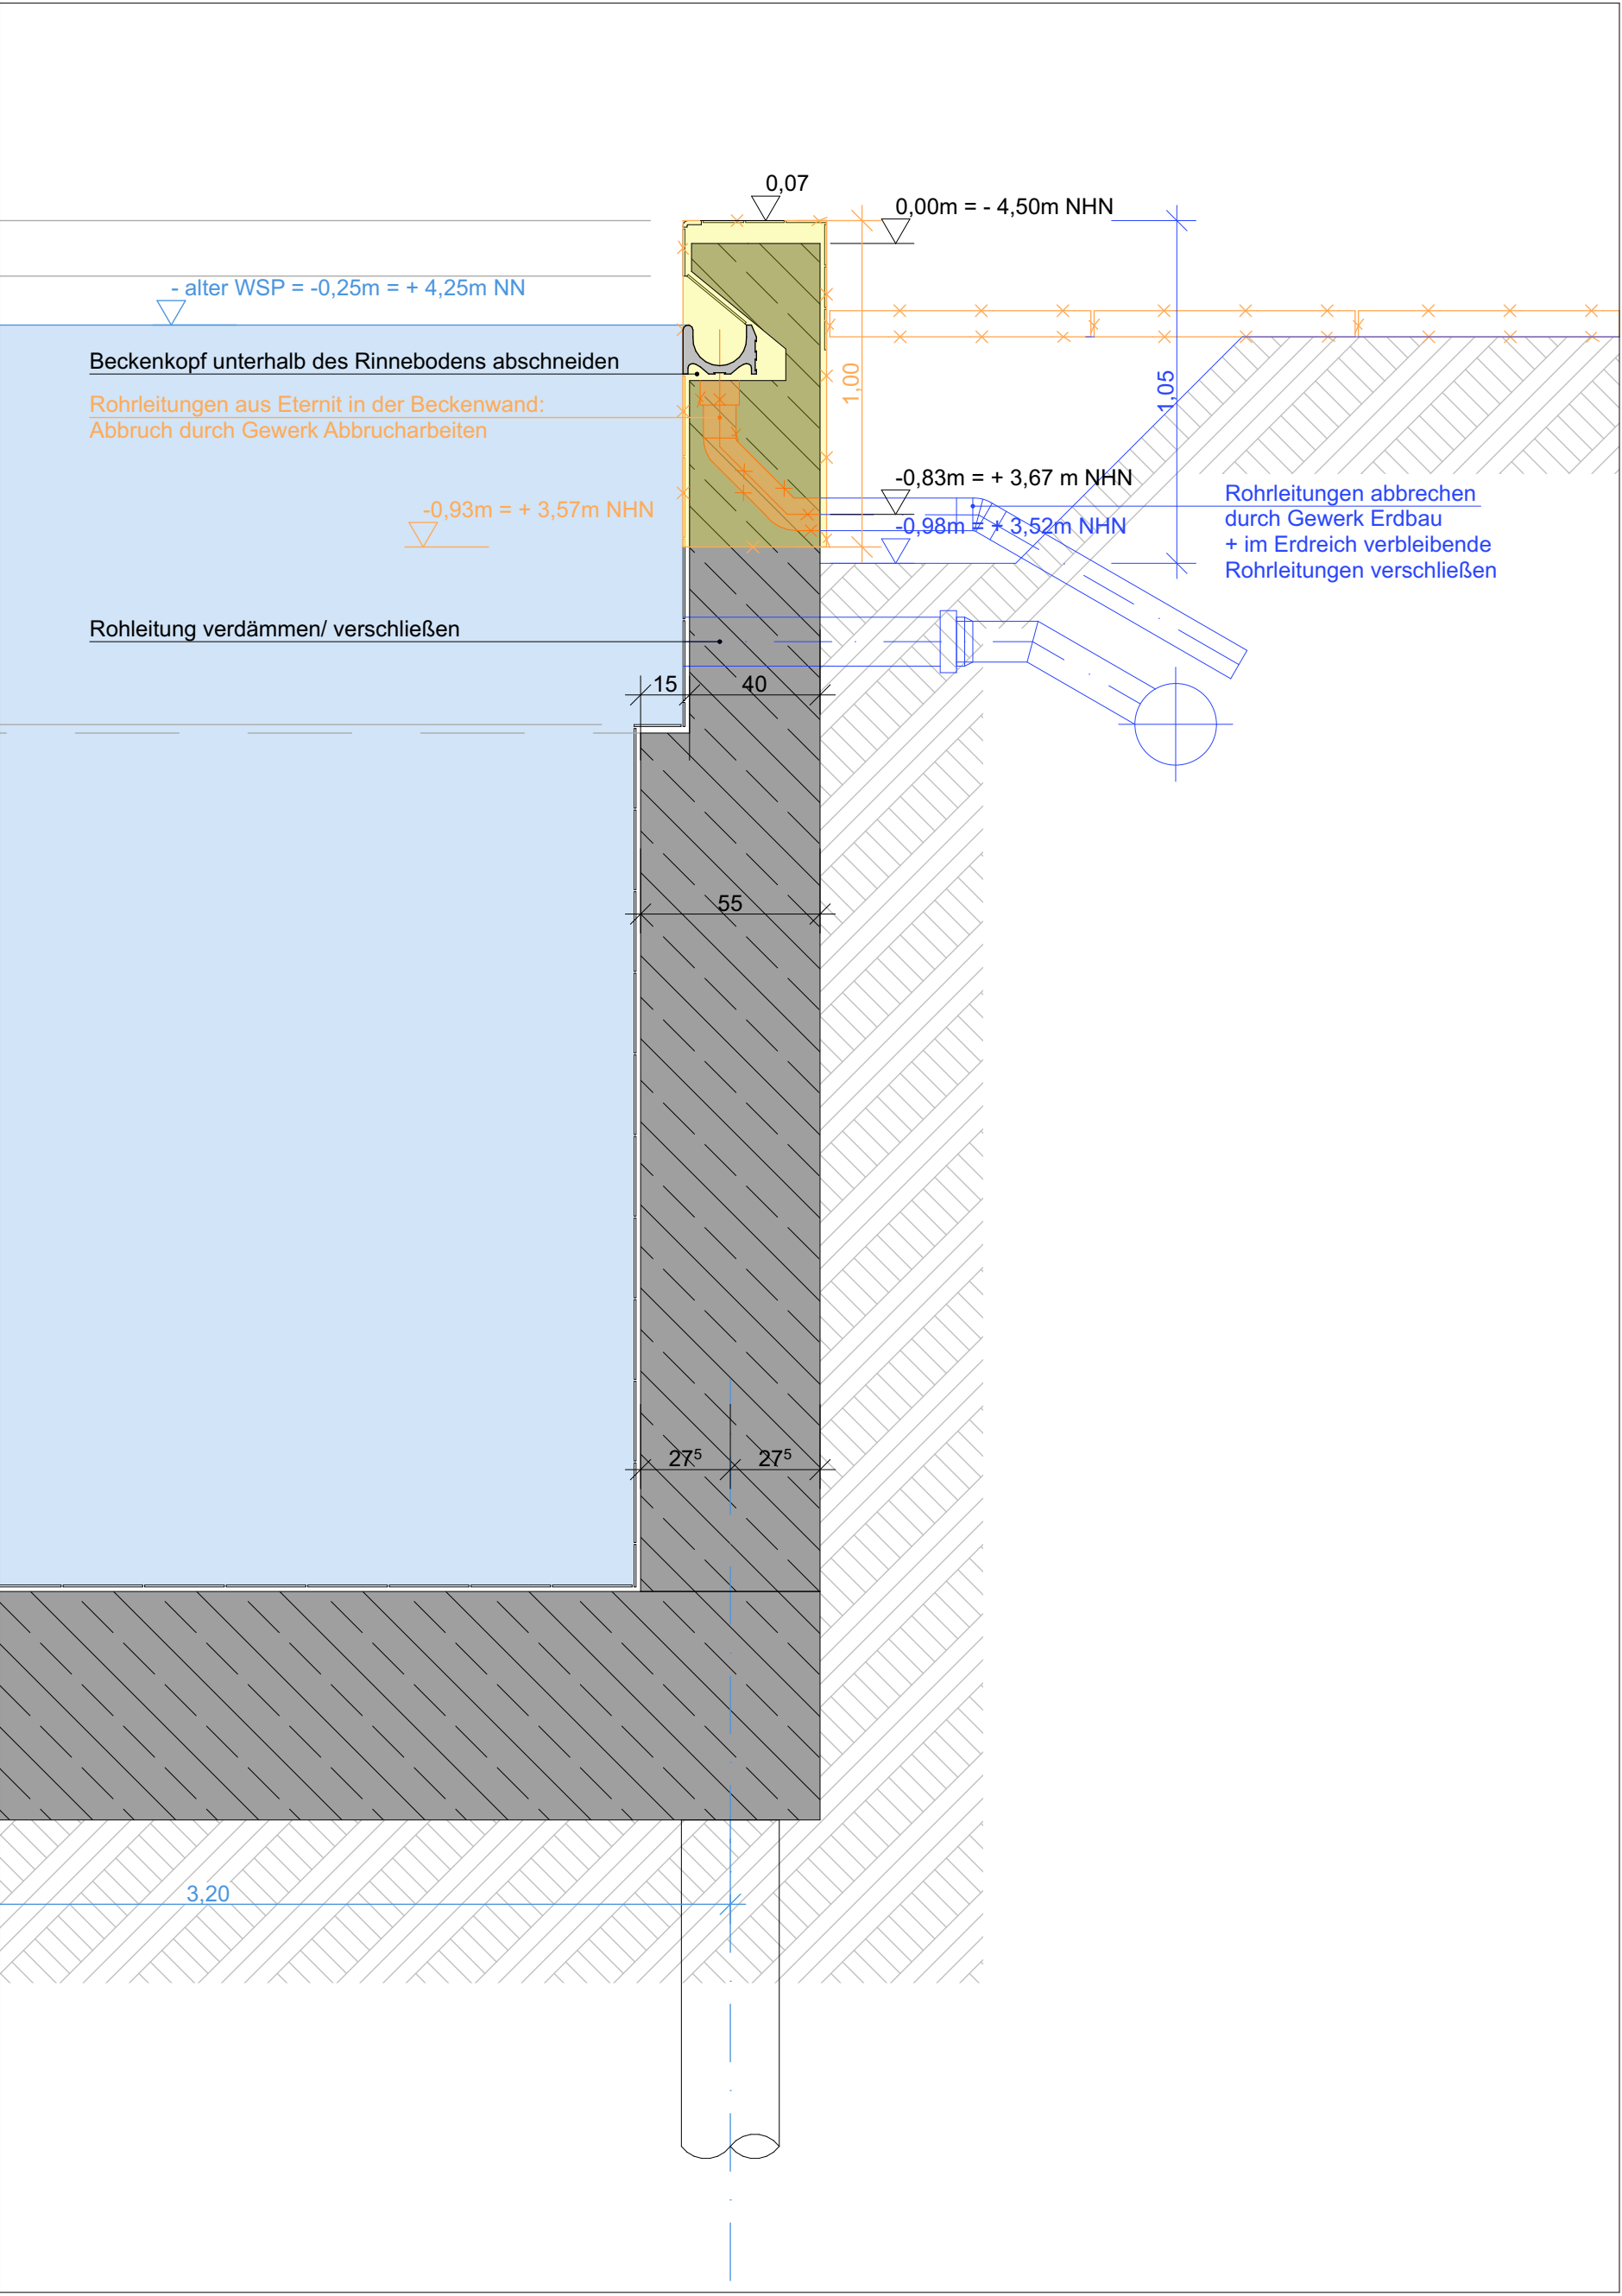 0,07
0,00m = - 4,50m NHN
- alter WSP = -0,25m = + 4,25m NN
Beckenkopf unterhalb des Rinnebodens abschneiden
Rohrleitungen aus Eternit in der Beckenwand:
Abbruch durch Gewerk Abbrucharbeiten
1,00
1,05
-0,83m = + 3,67 m NHN
-0,93m = + 3,57m NHN
-0,98m = + 3,52m NHN
Rohrleitungen abbrechen
durch Gewerk Erdbau
+ im Erdreich verbleibende
Rohrleitungen verschließen
Rohleitung verdämmen/ verschließen
15
40
55
27⁵
27⁵
3,20